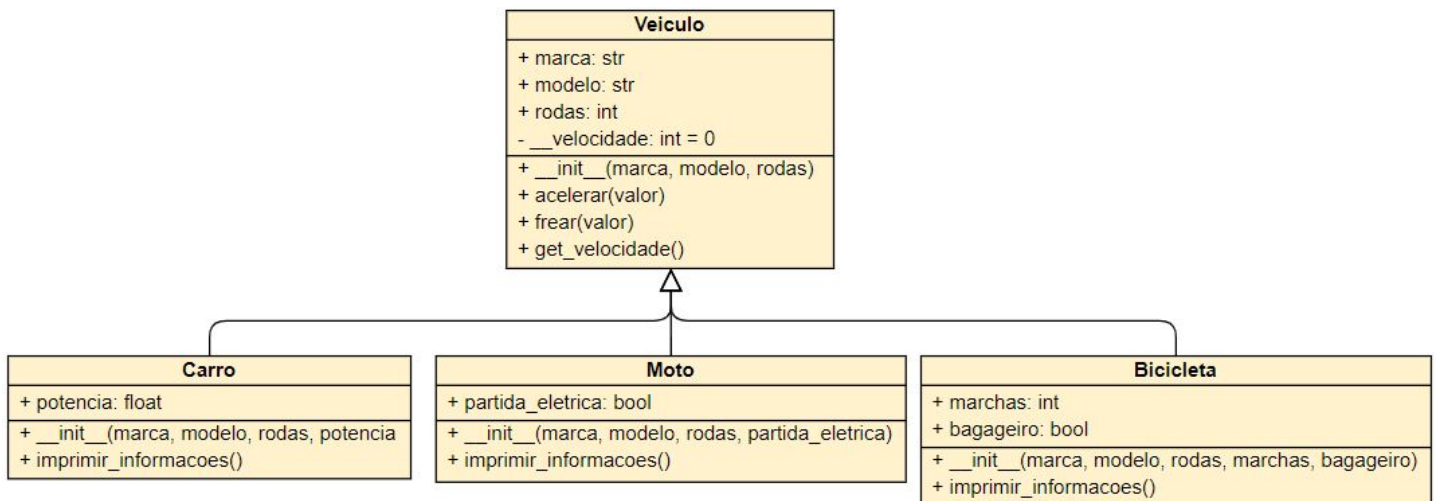 Veiculo
+ marca: str
+ modelo: str
+ rodas: int
- __velocidade: int = 0
+ __init__(marca, modelo, rodas)
+ acelerar(valor)
+ frear(valor)
+ get_velocidade()
Carro
+ potencia: float
+ __init__(marca, modelo, rodas, potencia
+ imprimir_informacoes()
Moto
+ partida_eletrica: bool
+ __init__(marca, modelo, rodas, partida_eletrica)
+ imprimir_informacoes()
Bicicleta
+ marchas: int
+ bagageiro: bool
+ __init__(marca, modelo, rodas, marchas, bagageiro)
+ imprimir_informacoes()